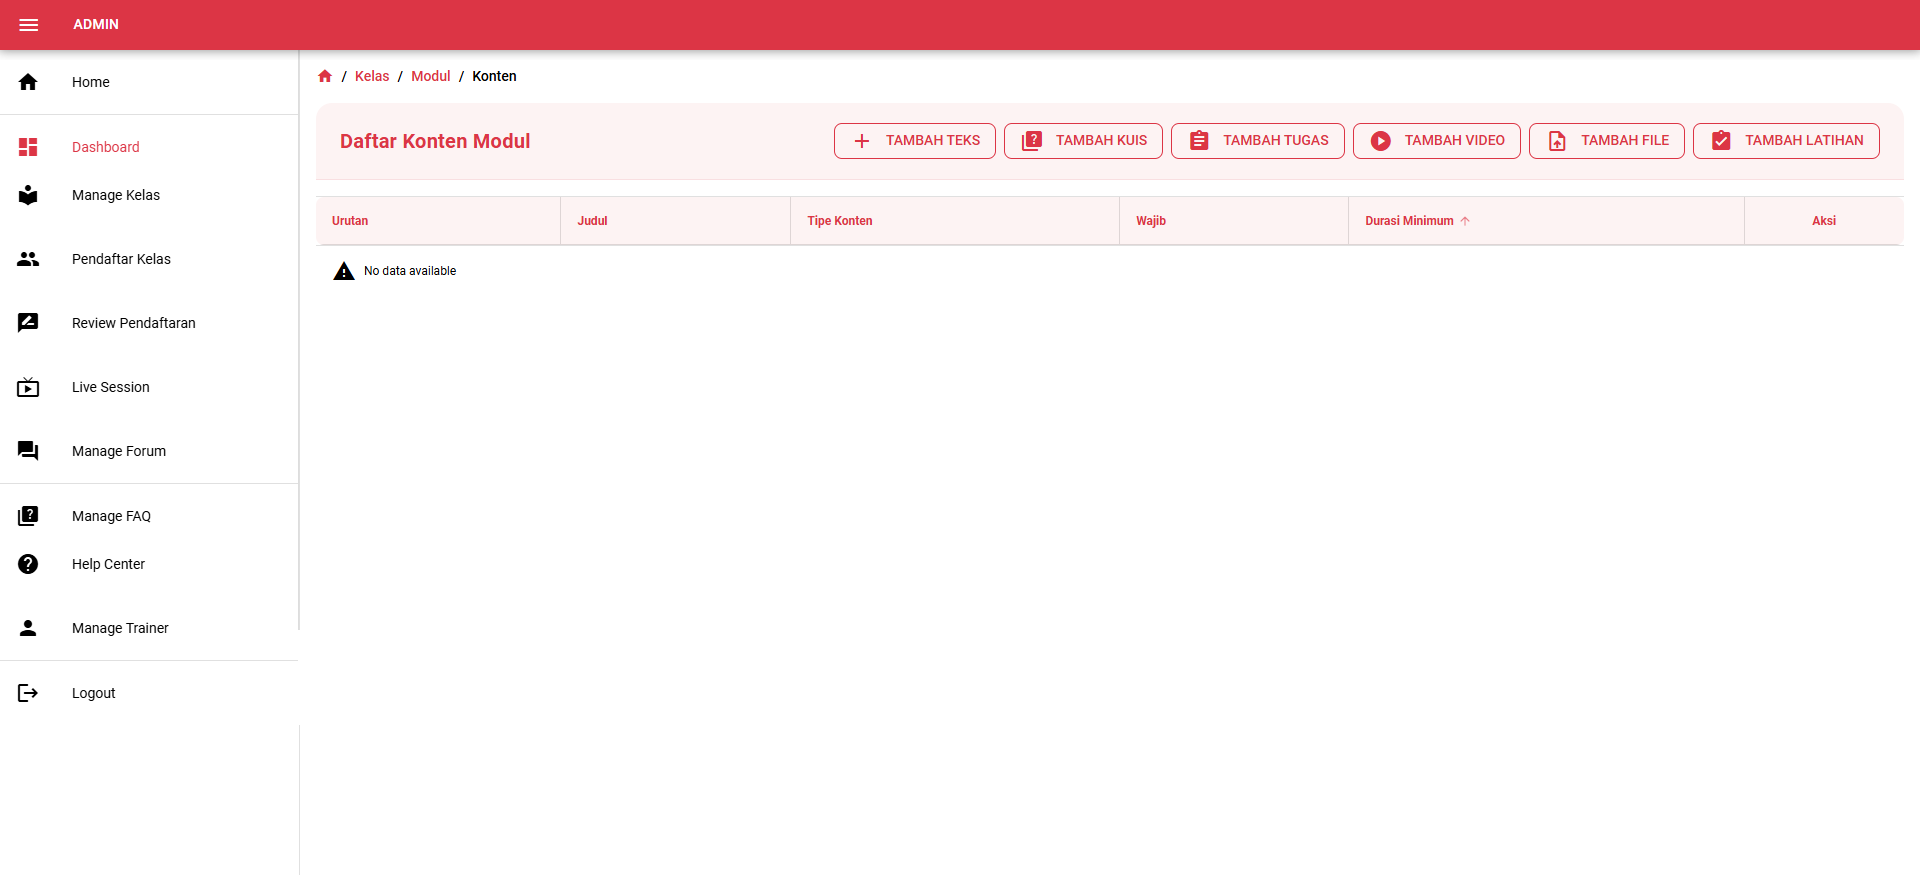 ADMIN
Home
Dashboard
Manage Kelas
Pendaftar Kelas
Review Pendaftaran
Live Session
Manage Forum
Manage FAQ
Help Center
Manage Trainer
Logout
/ Kelas / Modul / Konten
Daftar Konten Modul
TAMBAH TEKS
TAMBAH KUIS
TAMBAH TUGAS
TAMBAH VIDEO
TAMBAH FILE
TAMBAH LATIHAN
Urutan Judul Tipe Konten Wajib Durasi Minimum Aksi
No data available